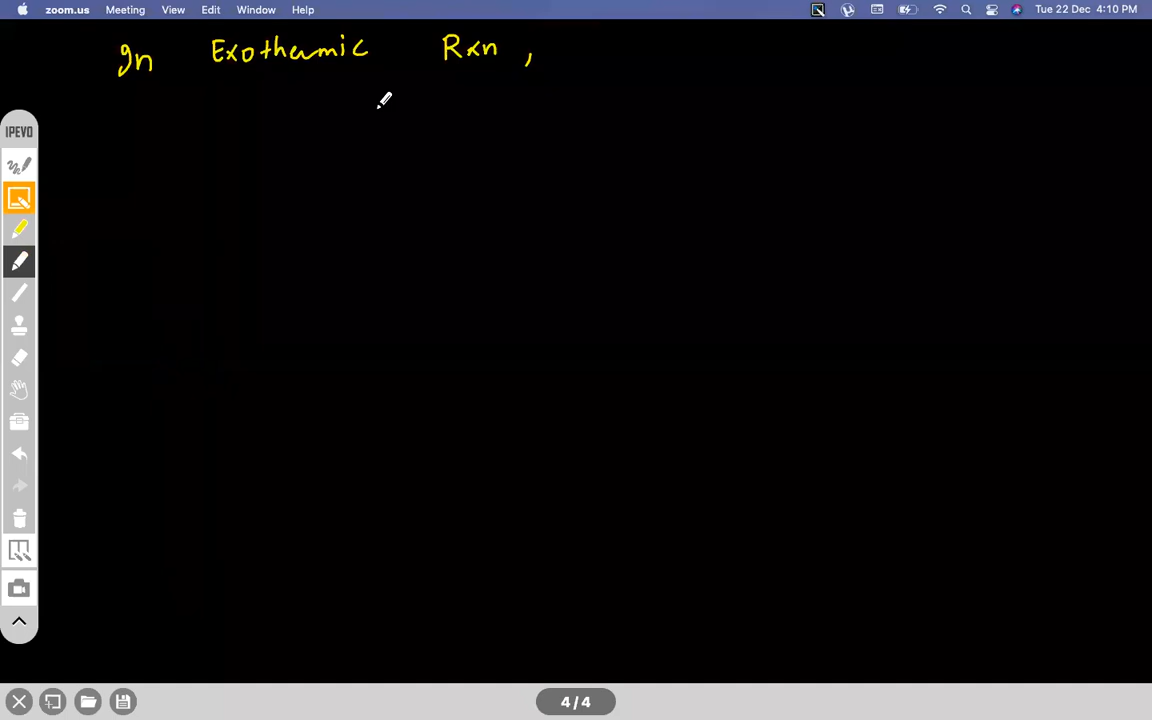 zoom.us Meeting View Edit Window Help Tue 22 Dec 4:10 PM
In Exothermic Rxn ,
IPEVO
4/4